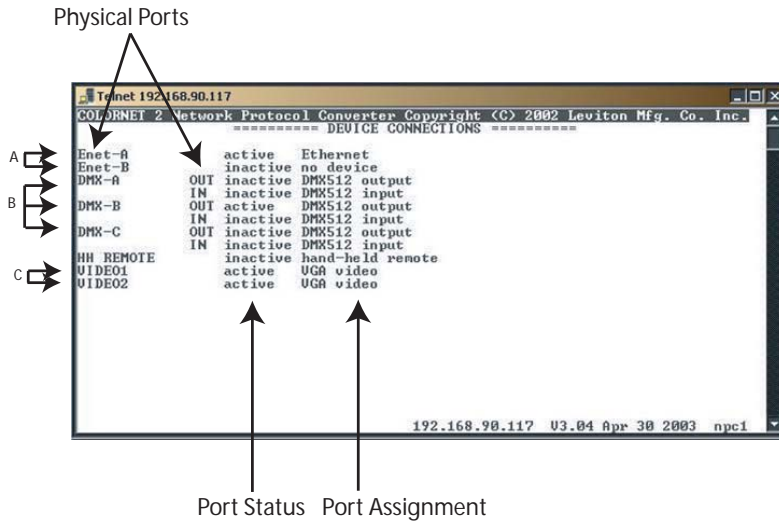 Physical Ports
Telnet 192.168.90.117
COLORNET 2 Network Protocol Converter Copyright (C) 2002 Leviton Mfg. Co. Inc.
=========== DEVICE CONNECTIONS ===========
A
Enet-A active Ethernet
Enet-B inactive no device
DMX-A OUT inactive DMX512 output
IN inactive DMX512 input
B
DMX-B OUT active DMX512 output
IN inactive DMX512 input
DMX-C OUT inactive DMX512 output
IN inactive DMX512 input
HH REMOTE inactive hand-held remote
C
VIDEO1 active VGA video
VIDEO2 active VGA video
192.168.90.117 V3.04 Apr 30 2003 npc1
Port Status Port Assignment